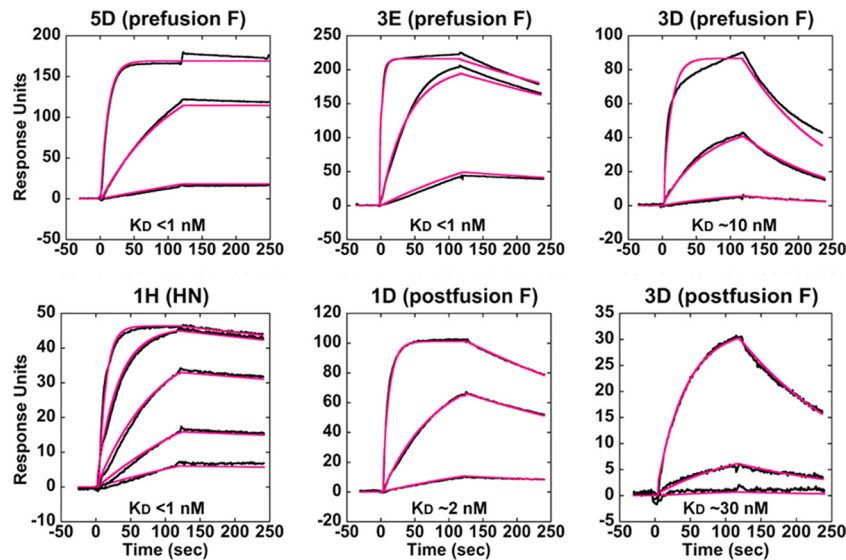 5D (prefusion F)
3E (prefusion F)
3D (prefusion F)
Response Units
200
150
100
50
0
-50
-50 0 50 100 150 200 250
KD <1 nM
250
200
150
100
50
0
-50
-50 0 50 100 150 200 250
KD <1 nM
100
80
60
40
20
0
-20
-50 0 50 100 150 200 250
KD ~10 nM
1H (HN)
1D (postfusion F)
3D (postfusion F)
Response Units
50
40
30
20
10
0
-10
-50 0 50 100 150 200 250
KD <1 nM
Time (sec)
120
100
80
60
40
20
0
-20
-50 0 50 100 150 200 250
KD ~2 nM
Time (sec)
35
30
25
20
15
10
5
0
-5
-50 0 50 100 150 200 250
KD ~30 nM
Time (sec)